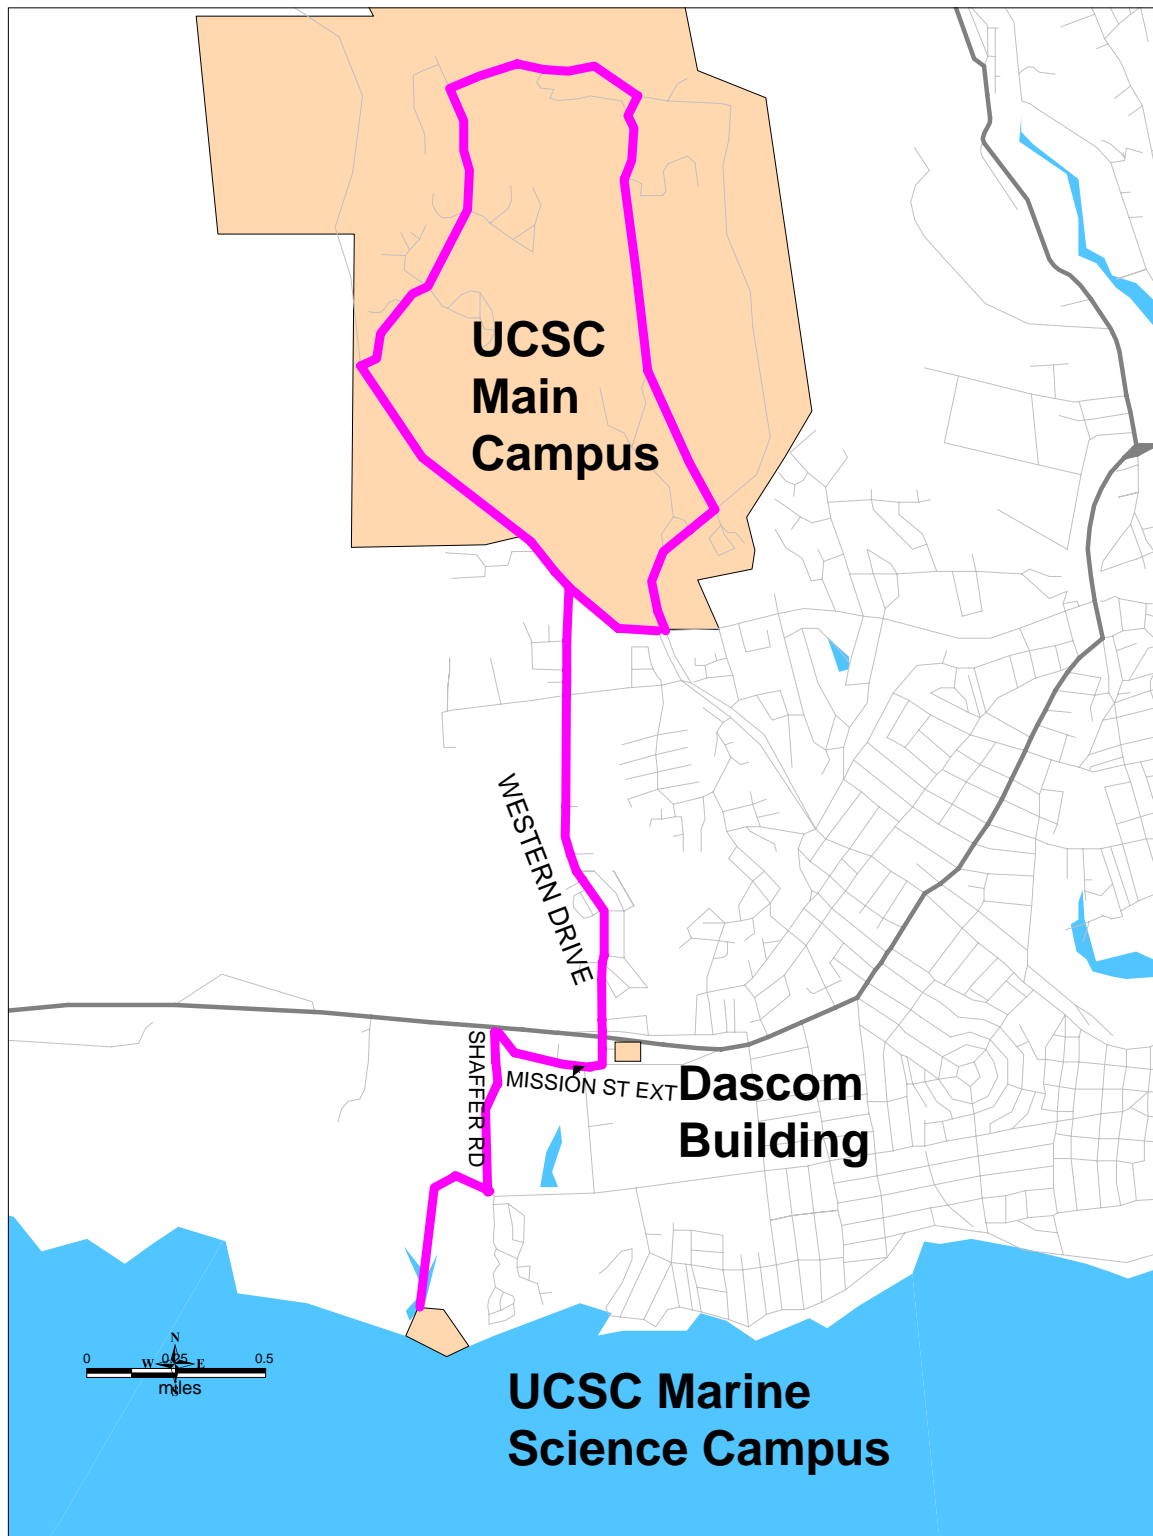 UCSC
Main
Campus
WESTERN DRIVE
SHAFFER RD
MISSION ST EXT
Dascom
Building
N
W E
S
0 0.25 0.5
miles
UCSC Marine
Science Campus